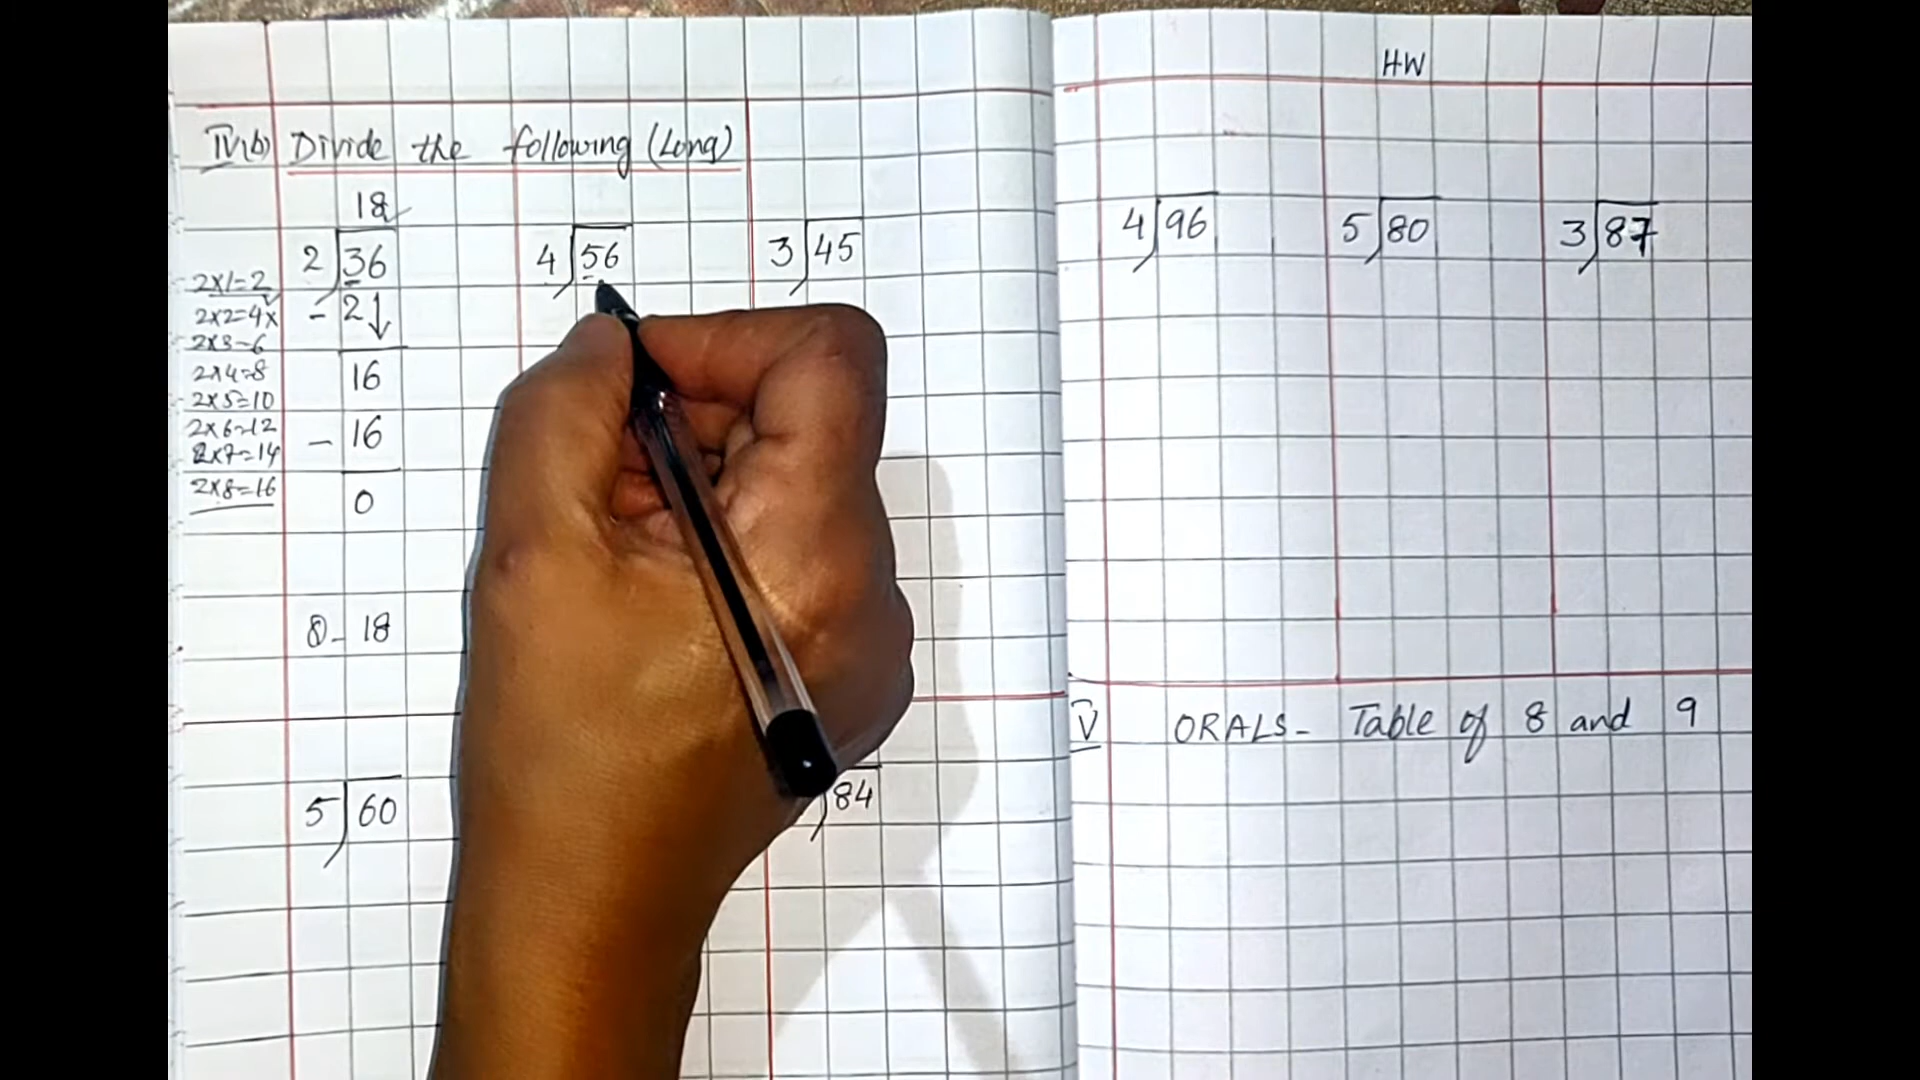 IV(b) Divide the following (Long)
18
2)36
- 2↓
16
- 16
0
Q- 18
2x1=2
2x2=4x
2x3=6
2x4=8
2x5=10
2x6=12
2x7=14
2x8=16
4)56
3)45
5)60
)84
HW
4)96
5)80
3)87
V ORALS- Table of 8 and 9